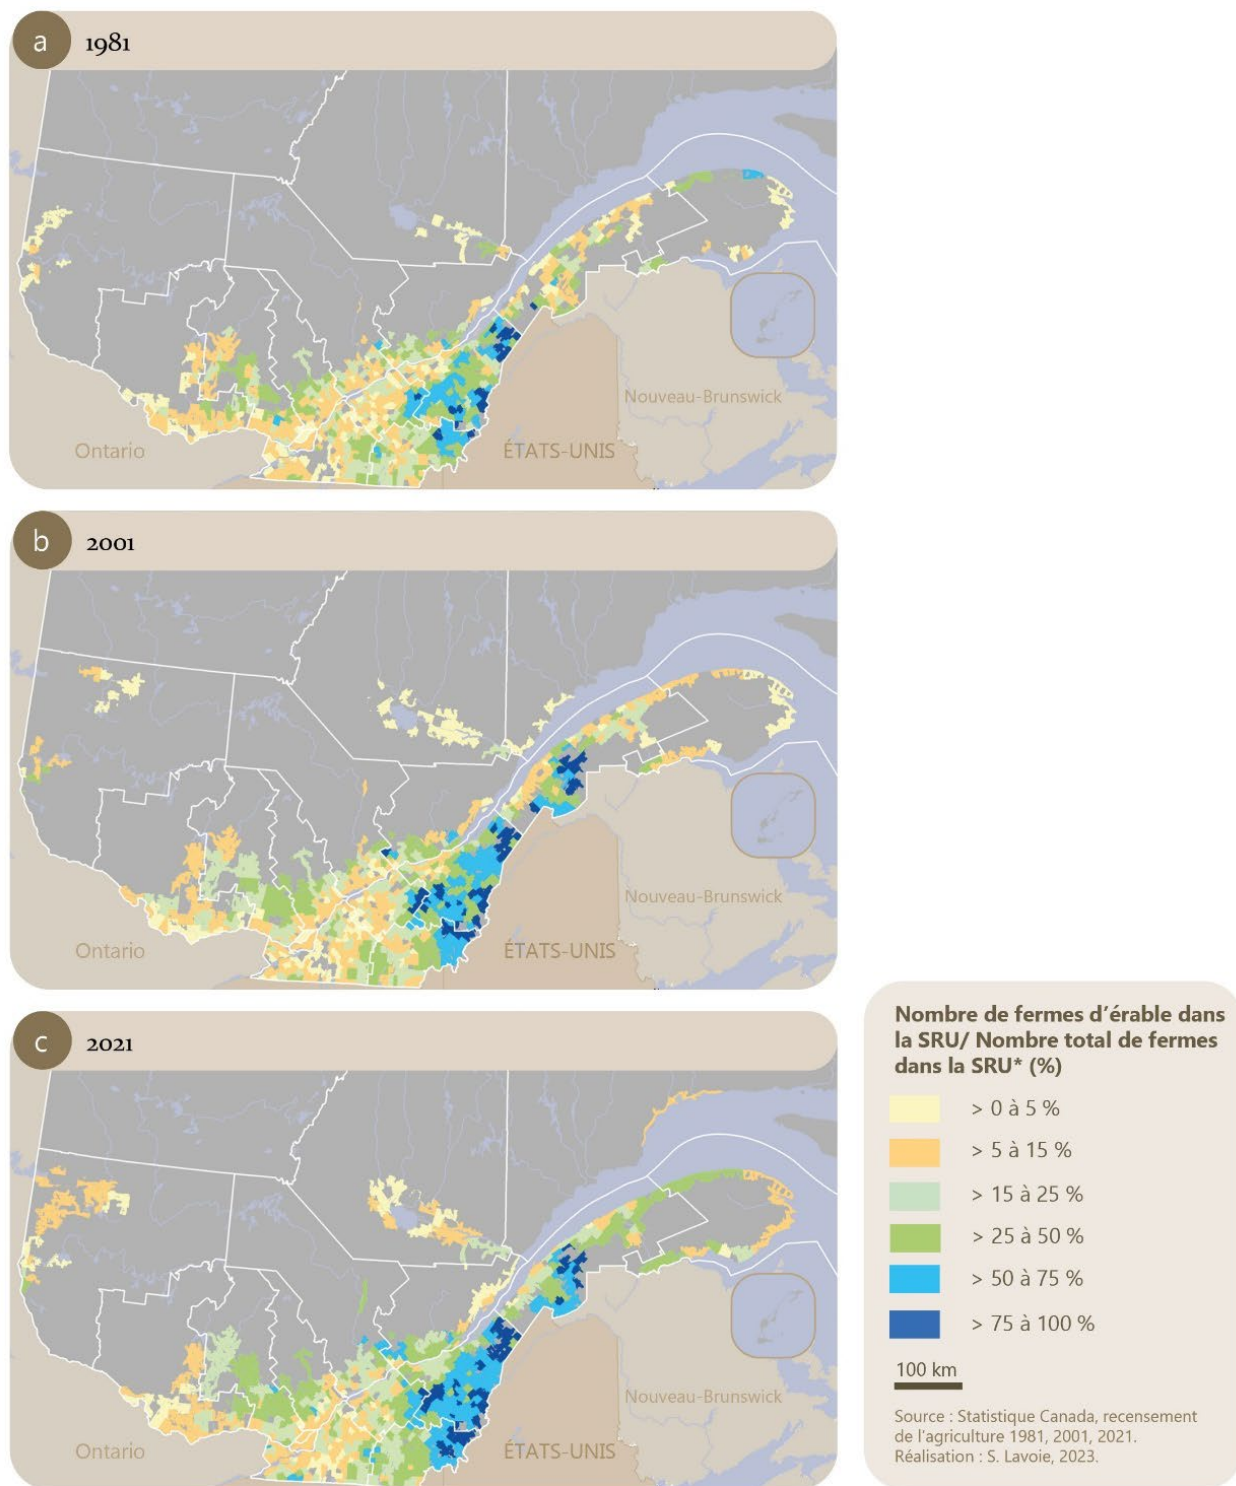 a 1981
Ontario
ÉTATS-UNIS
Nouveau-Brunswick
b 2001
Ontario
ÉTATS-UNIS
Nouveau-Brunswick
c 2021
Ontario
ÉTATS-UNIS
Nouveau-Brunswick
Nombre de fermes d’érable dans
la SRU/ Nombre total de fermes
dans la SRU* (%)
> 0 à 5 %
> 5 à 15 %
> 15 à 25 %
> 25 à 50 %
> 50 à 75 %
> 75 à 100 %
100 km
Source : Statistique Canada, recensement
de l'agriculture 1981, 2001, 2021.
Réalisation : S. Lavoie, 2023.